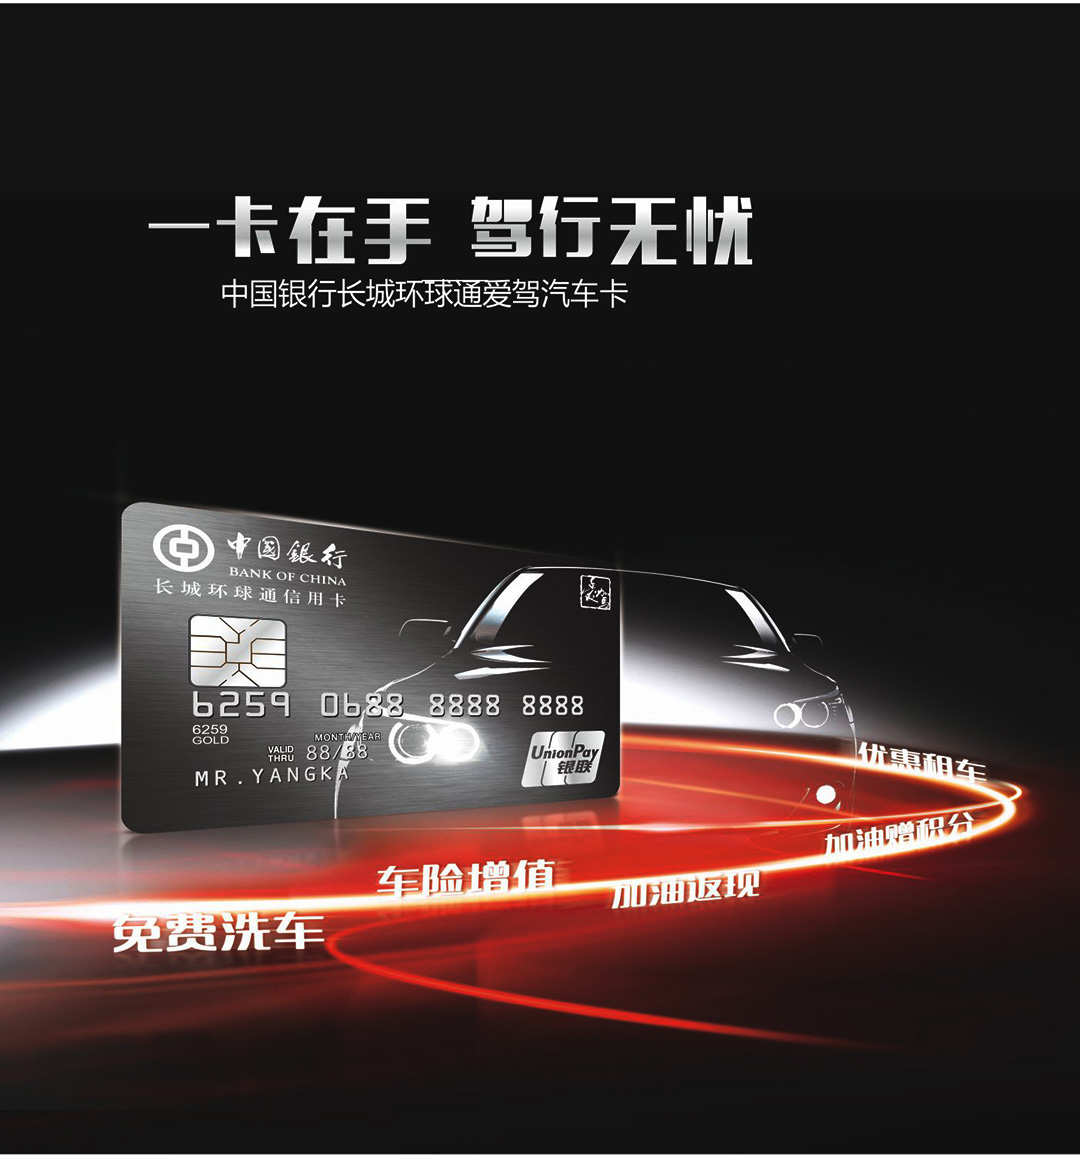 一卡在手 驾行无忧
中国银行长城环球通爱驾汽车卡
中国银行
BANK OF CHINA
长城环球通信用卡
6259 0688 8888 8888
6259
GOLD
MONTH/YEAR
VALID
THRU
88/88
MR.YANGKA
UnionPay
银联
优惠租车
加油赠积分
车险增值
加油返现
免费洗车